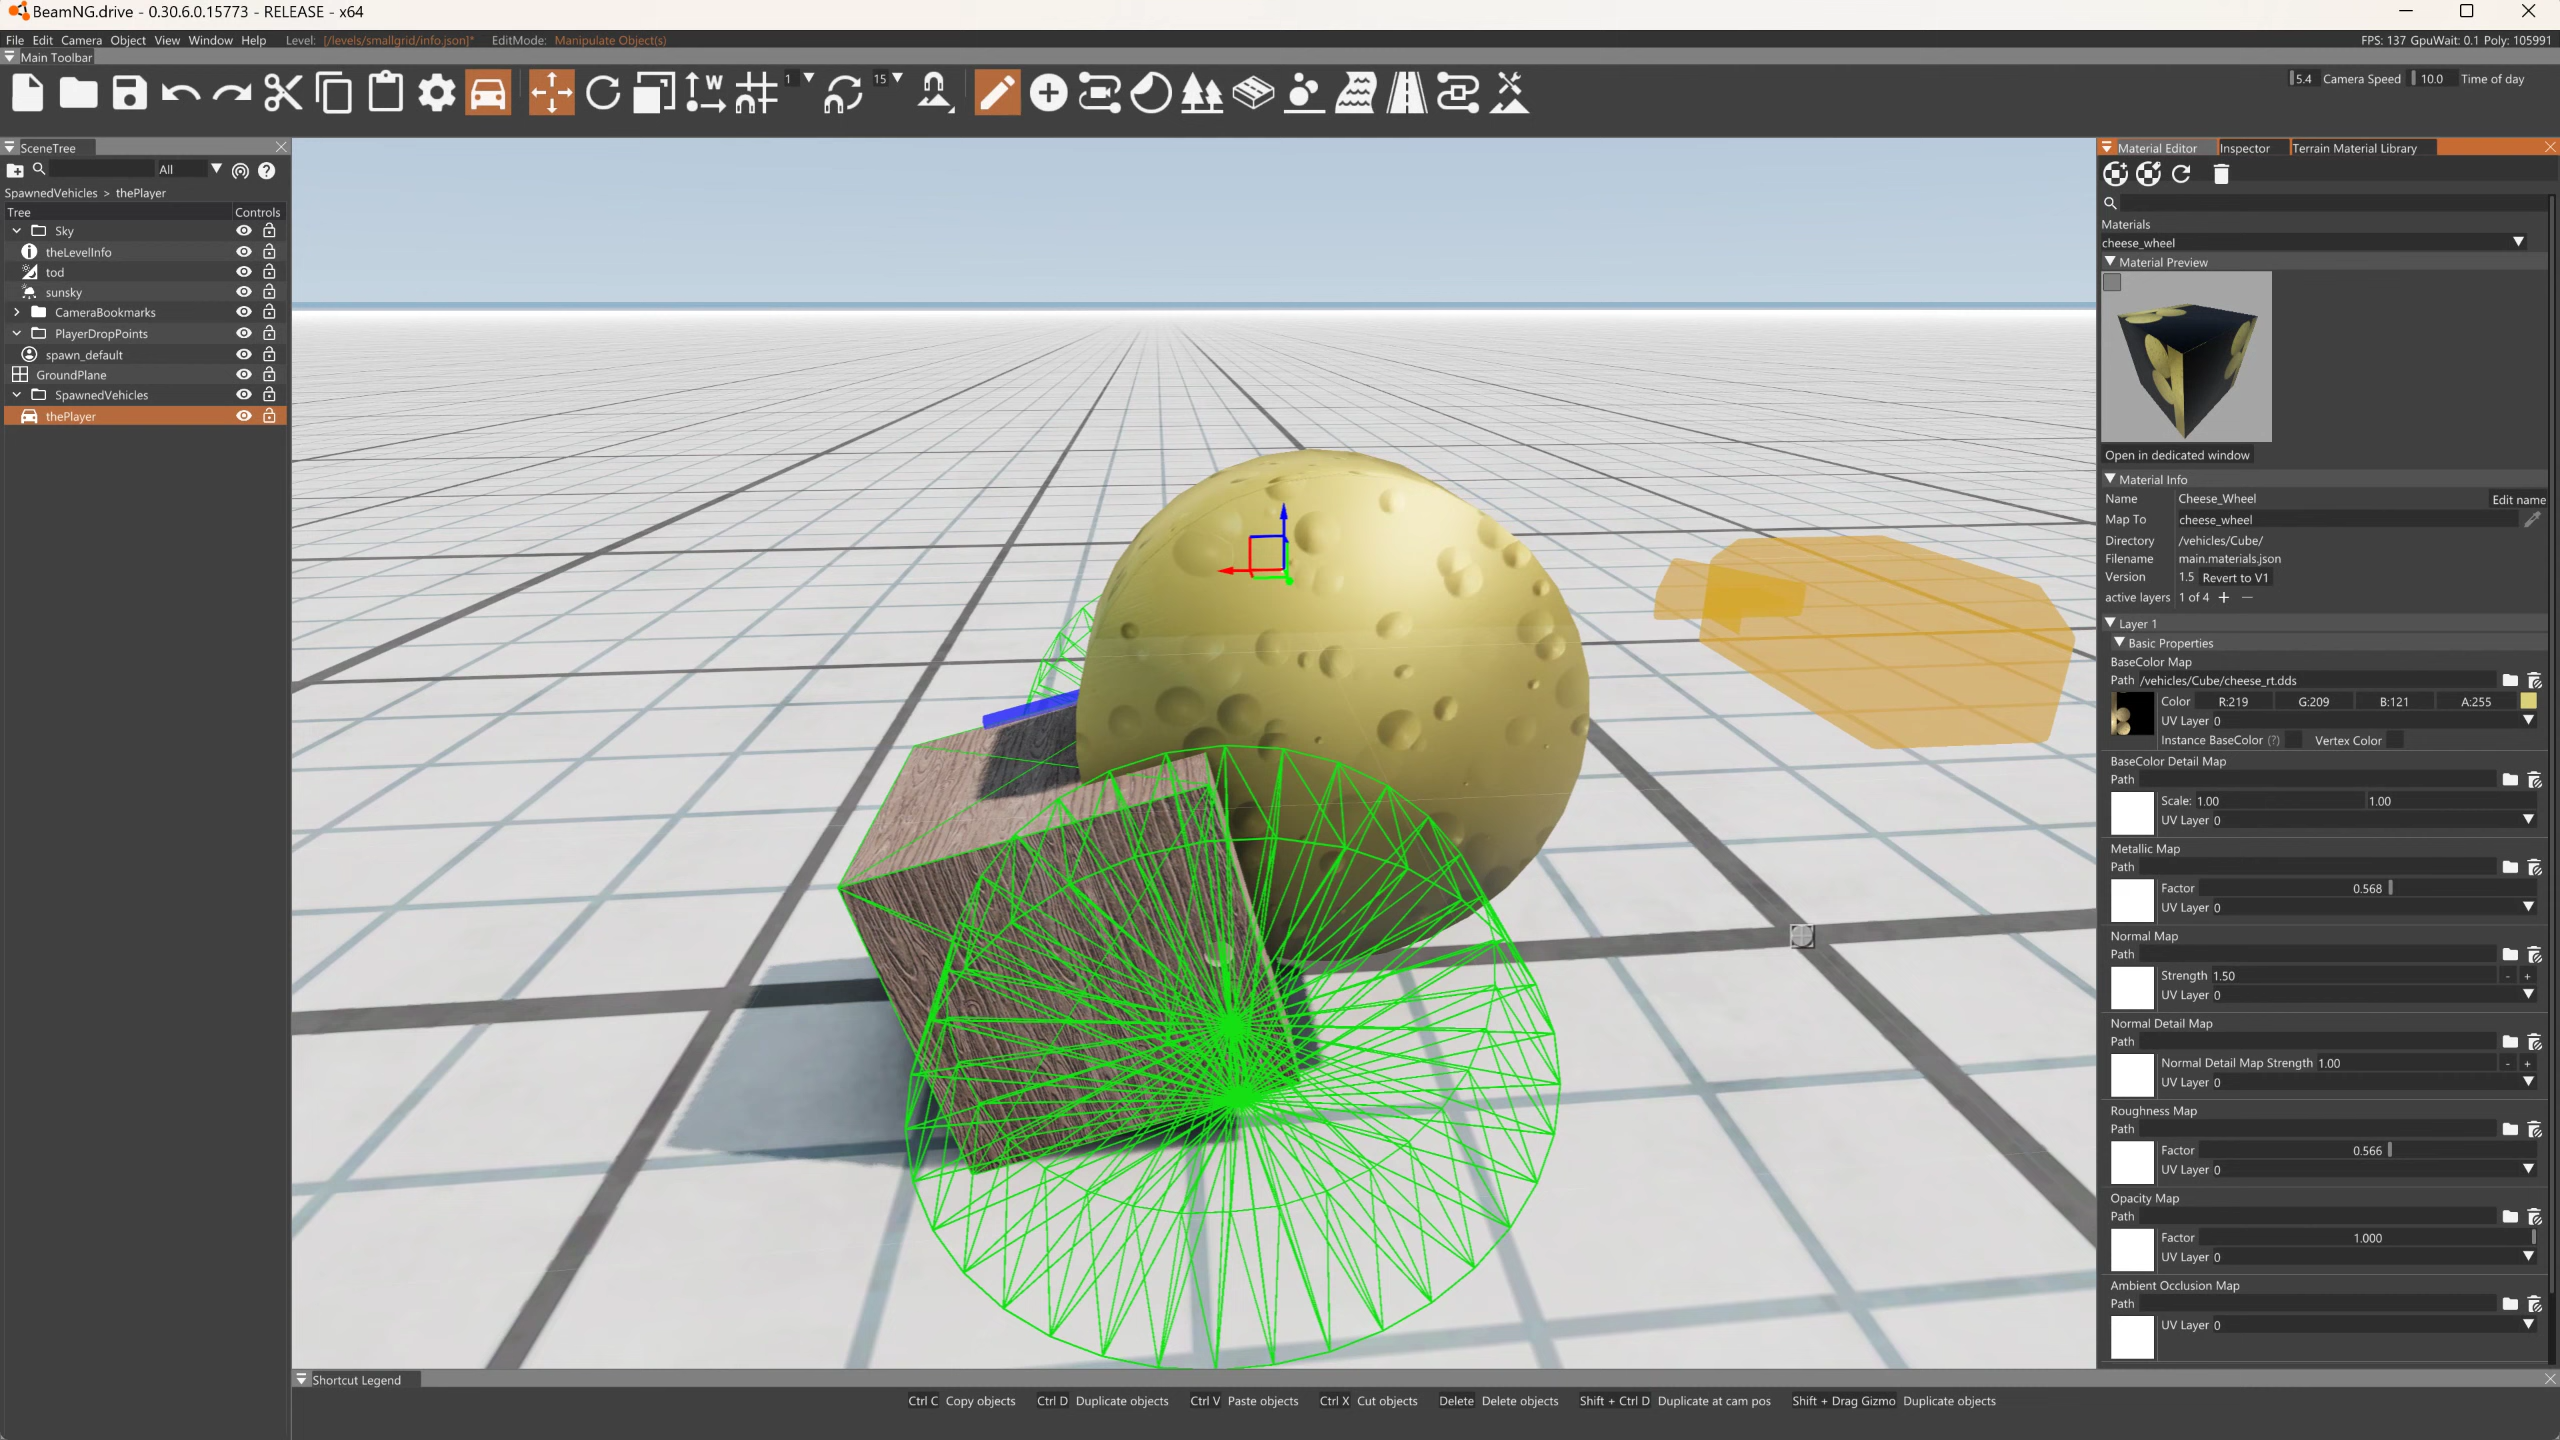 BeamNG.drive - 0.30.6.0.15773 - RELEASE - x64
File Edit Camera Object View Window Help Level: [/levels/smallgrid/info.json]* EditMode: Manipulate Object(s) FPS: 137 GpuWait: 0.1 Poly: 105991
Main Toolbar
1 15 5.4 Camera Speed 10.0 Time of day
SceneTree
All
SpawnedVehicles > thePlayer
Tree Controls
Sky
theLevelInfo
tod
sunsky
CameraBookmarks
PlayerDropPoints
spawn_default
GroundPlane
SpawnedVehicles
thePlayer
Material Editor Inspector Terrain Material Library
Materials
cheese_wheel
Material Preview
Open in dedicated window
Material Info
Name Cheese_Wheel Edit name
Map To cheese_wheel
Directory /vehicles/Cube/
Filename main.materials.json
Version 1.5 Revert to V1
active layers 1 of 4 + −
Layer 1
Basic Properties
BaseColor Map
Path /vehicles/Cube/cheese_rt.dds
Color R:219 G:209 B:121 A:255
UV Layer 0
Instance BaseColor (?) Vertex Color
BaseColor Detail Map
Path
Scale: 1.00 1.00
UV Layer 0
Metallic Map
Path
Factor 0.568
UV Layer 0
Normal Map
Path
Strength 1.50 - +
UV Layer 0
Normal Detail Map
Path
Normal Detail Map Strength 1.00 - +
UV Layer 0
Roughness Map
Path
Factor 0.566
UV Layer 0
Opacity Map
Path
Factor 1.000
UV Layer 0
Ambient Occlusion Map
Path
UV Layer 0
Shortcut Legend
Ctrl C Copy objects Ctrl D Duplicate objects Ctrl V Paste objects Ctrl X Cut objects Delete Delete objects Shift + Ctrl D Duplicate at cam pos Shift + Drag Gizmo Duplicate objects